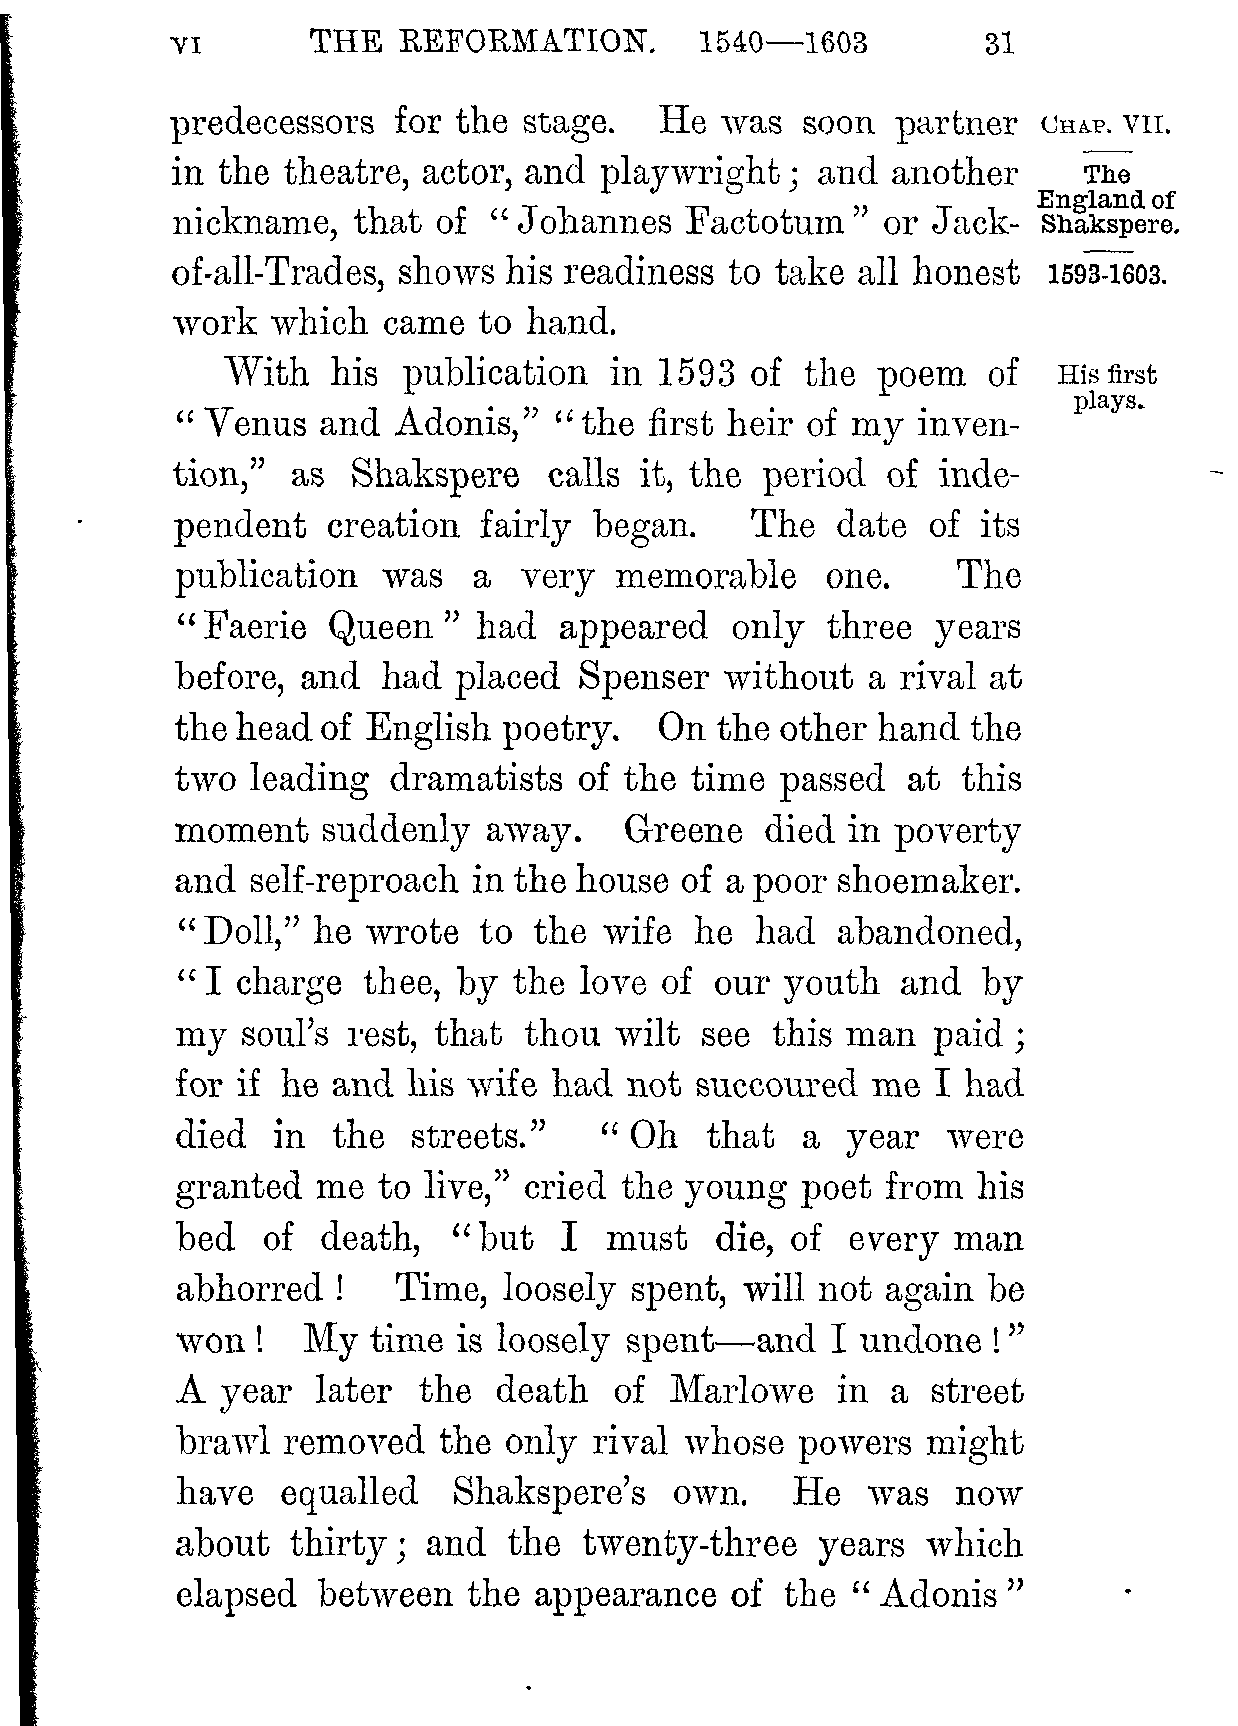 VI THE REFORMATION. 1540—1603 31
predecessors for the stage. He was soon partner
in the theatre, actor, and playwright; and another
nickname, that of “Johannes Factotum” or Jack-
of-all-Trades, shows his readiness to take all honest
work which came to hand.
CHAP. VII.
The
England of
Shakspere.
1593-1603.
With his publication in 1593 of the poem of
“Venus and Adonis,” “the first heir of my inven-
tion,” as Shakspere calls it, the period of inde-
pendent creation fairly began. The date of its
publication was a very memorable one. The
“Faerie Queen” had appeared only three years
before, and had placed Spenser without a rival at
the head of English poetry. On the other hand the
two leading dramatists of the time passed at this
moment suddenly away. Greene died in poverty
and self-reproach in the house of a poor shoemaker.
“Doll,” he wrote to the wife he had abandoned,
“I charge thee, by the love of our youth and by
my soul’s rest, that thou wilt see this man paid;
for if he and his wife had not succoured me I had
died in the streets.” “Oh that a year were
granted me to live,” cried the young poet from his
bed of death, “but I must die, of every man
abhorred! Time, loosely spent, will not again be
won! My time is loosely spent—and I undone!”
A year later the death of Marlowe in a street
brawl removed the only rival whose powers might
have equalled Shakspere’s own. He was now
about thirty; and the twenty-three years which
elapsed between the appearance of the “Adonis”
His first
plays.